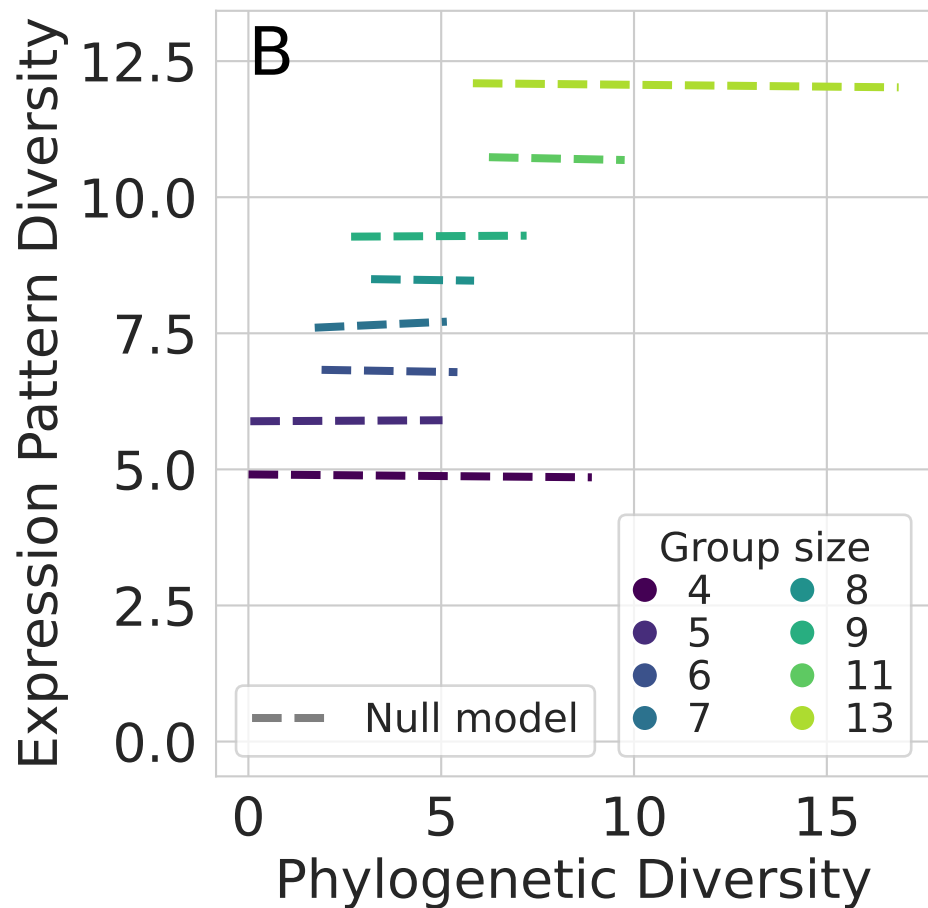 B
Expression Pattern Diversity
12.5
10.0
7.5
5.0
2.5
0.0
Group size
4 8
5 9
6 11
7 13
Null model
0 5 10 15
Phylogenetic Diversity